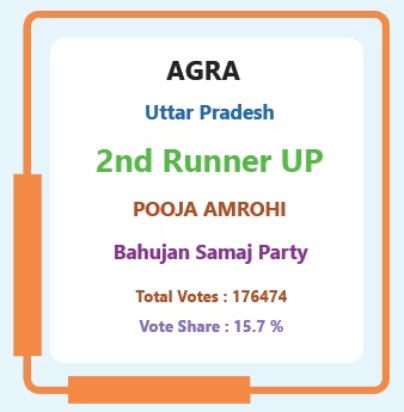 AGRA
Uttar Pradesh
2nd Runner UP
POOJA AMROHI
Bahujan Samaj Party
Total Votes : 176474
Vote Share : 15.7 %